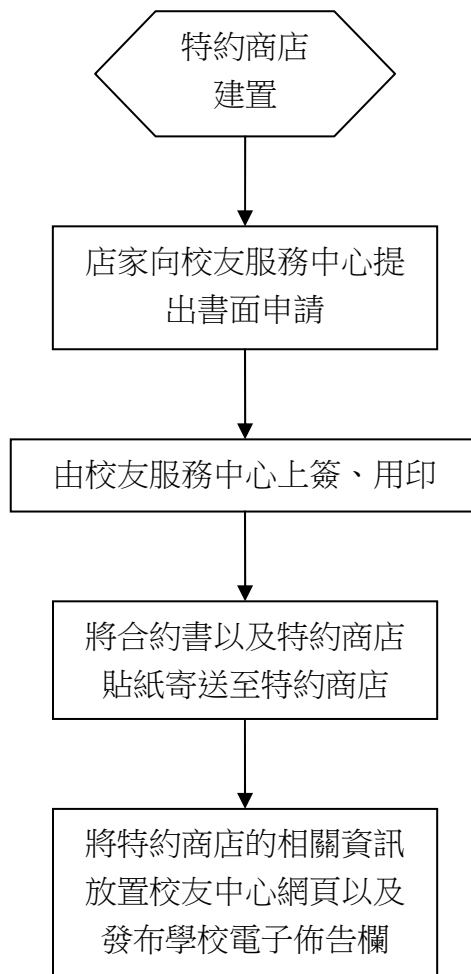 特約商店
建置
店家向校友服務中心提
出書面申請
由校友服務中心上簽、用印
將合約書以及特約商店
貼紙寄送至特約商店
將特約商店的相關資訊
放置校友中心網頁以及
發布學校電子佈告欄